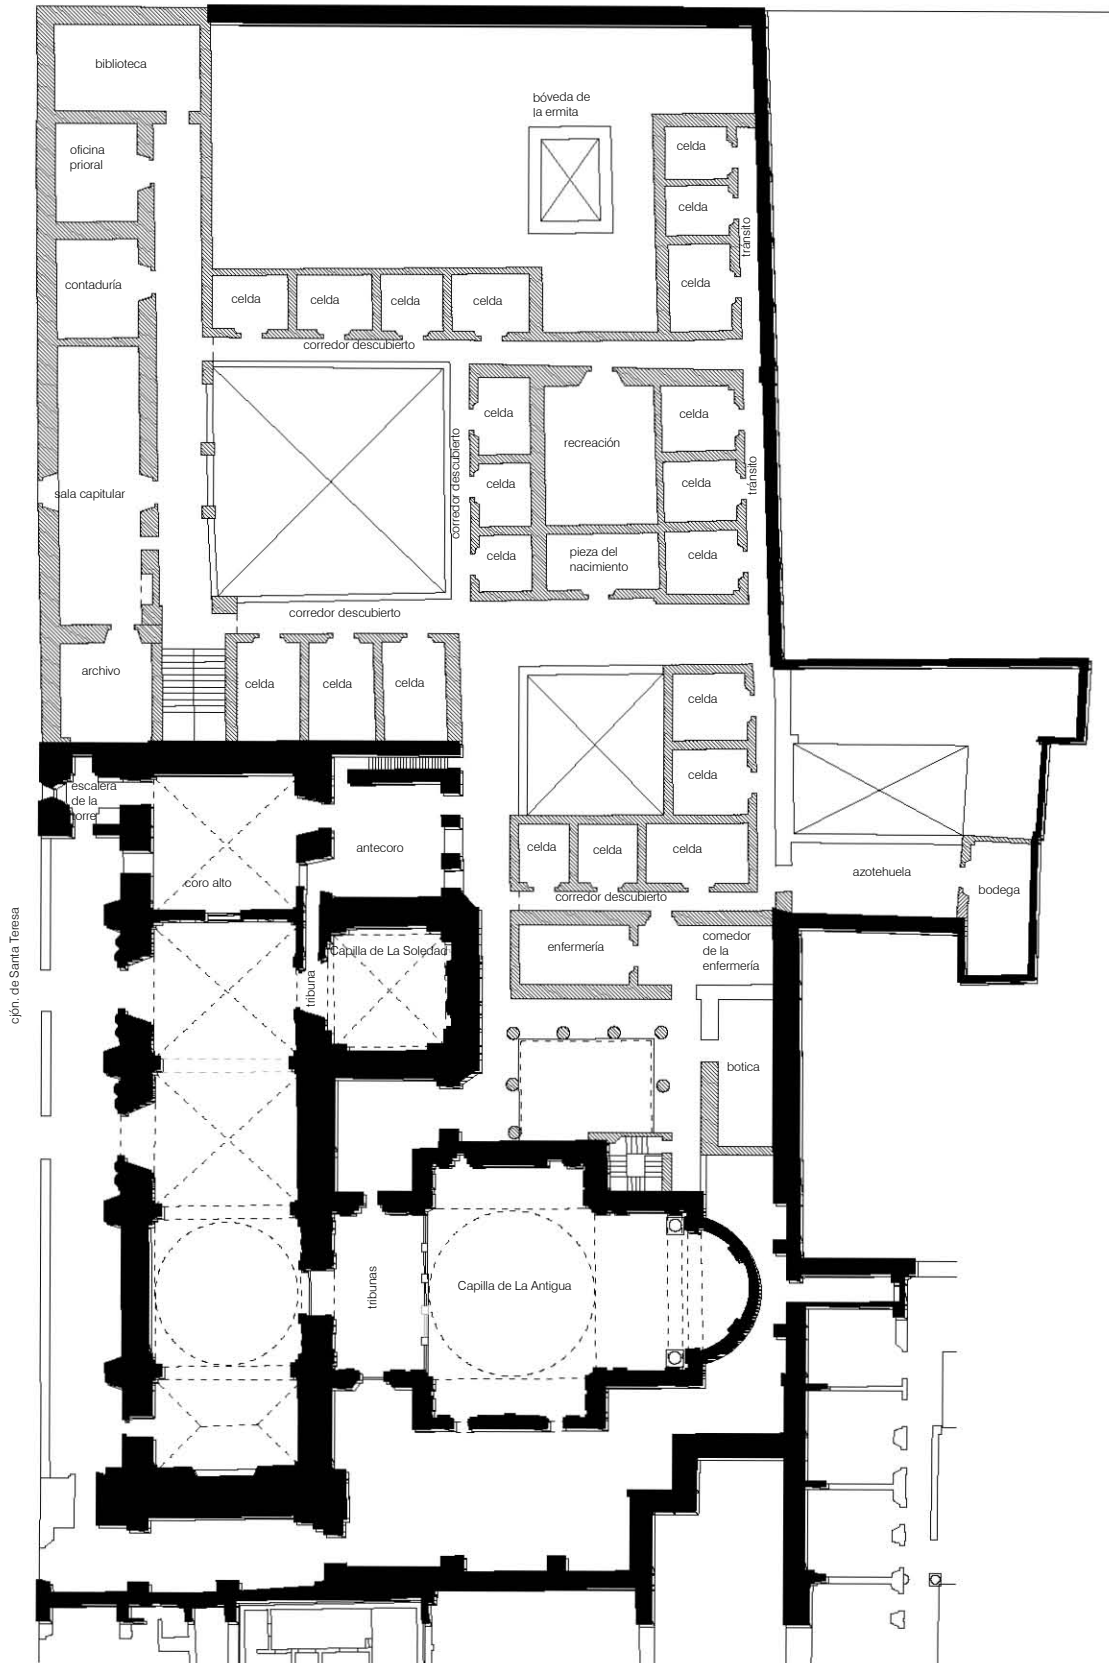 biblioteca
bóveda de
la ermita
oficina
prioral
celda
celda
tránsito
contaduría
celda
celda
celda
celda
celda
corredor descubierto
celda
recreación
celda
corredor descubierto
sala capitular
celda
celda
tránsito
celda
pieza del
nacimiento
celda
corredor descubierto
archivo
celda
celda
celda
celda
celda
escalera
de la
torre
antecoro
celda
celda
celda
azotehuela
coro alto
bodega
corredor descubierto
cjón. de Santa Teresa
Capilla de La Soledad
enfermería
comedor
de la
enfermería
tribuna
botica
tribunas
Capilla de La Antigua